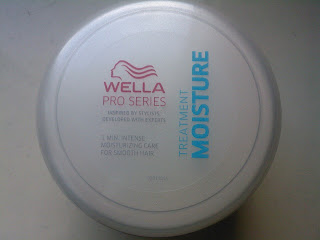 WELLA
PRO SERIES
INSPIRED BY STYLISTS,
DEVELOPED WITH EXPERTS
1 MIN. INTENSE
MOISTURIZING CARE
FOR SMOOTH HAIR
TREATMENT
MOISTURE